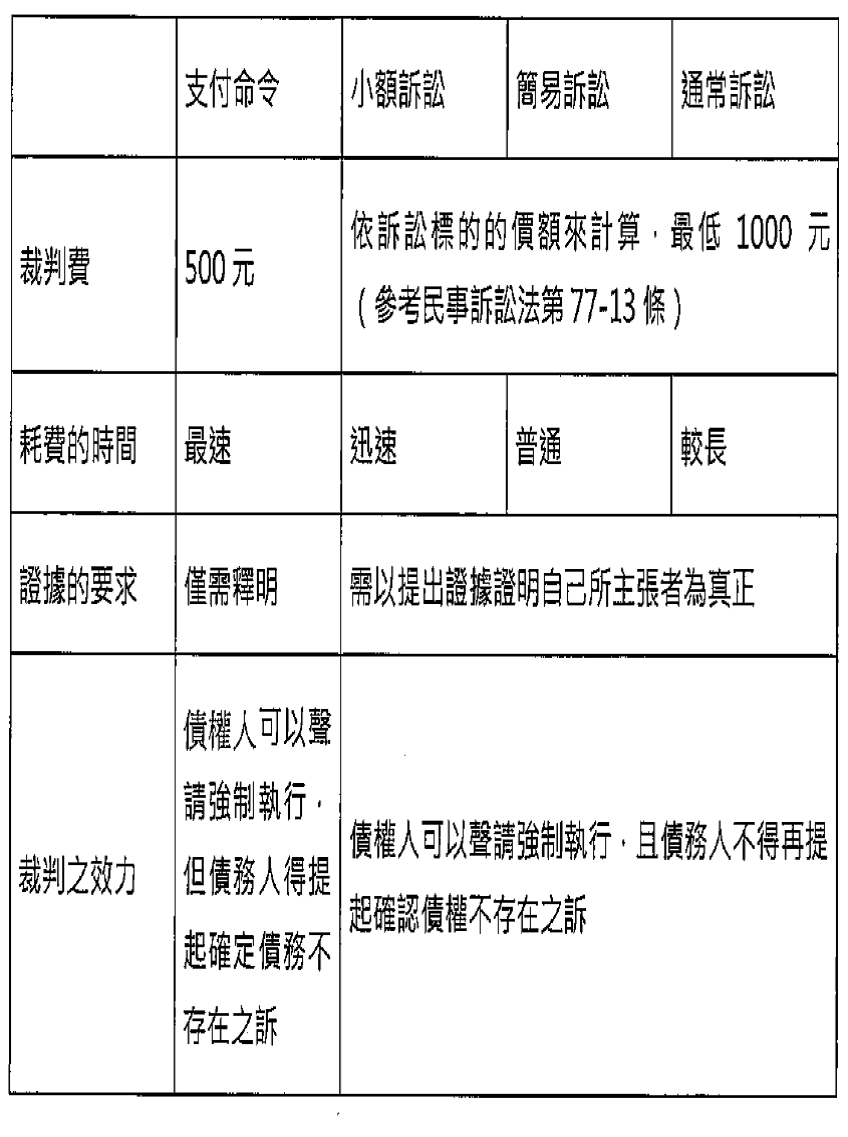 支付命令
小額訴訟
簡易訴訟
通常訴訟
裁判費
500元
依訴訟標的的價額來計算，最低 1000 元
（參考民事訴訟法第77-13條）
耗費的時間
最速
迅速
普通
較長
證據的要求
僅需釋明
需以提出證據證明自己所主張者為真正
裁判之效力
債權人可以聲
請強制執行，
但債務人得提
起確定債務不
存在之訴
債權人可以聲請強制執行，且債務人不得再提
起確認債權不存在之訴